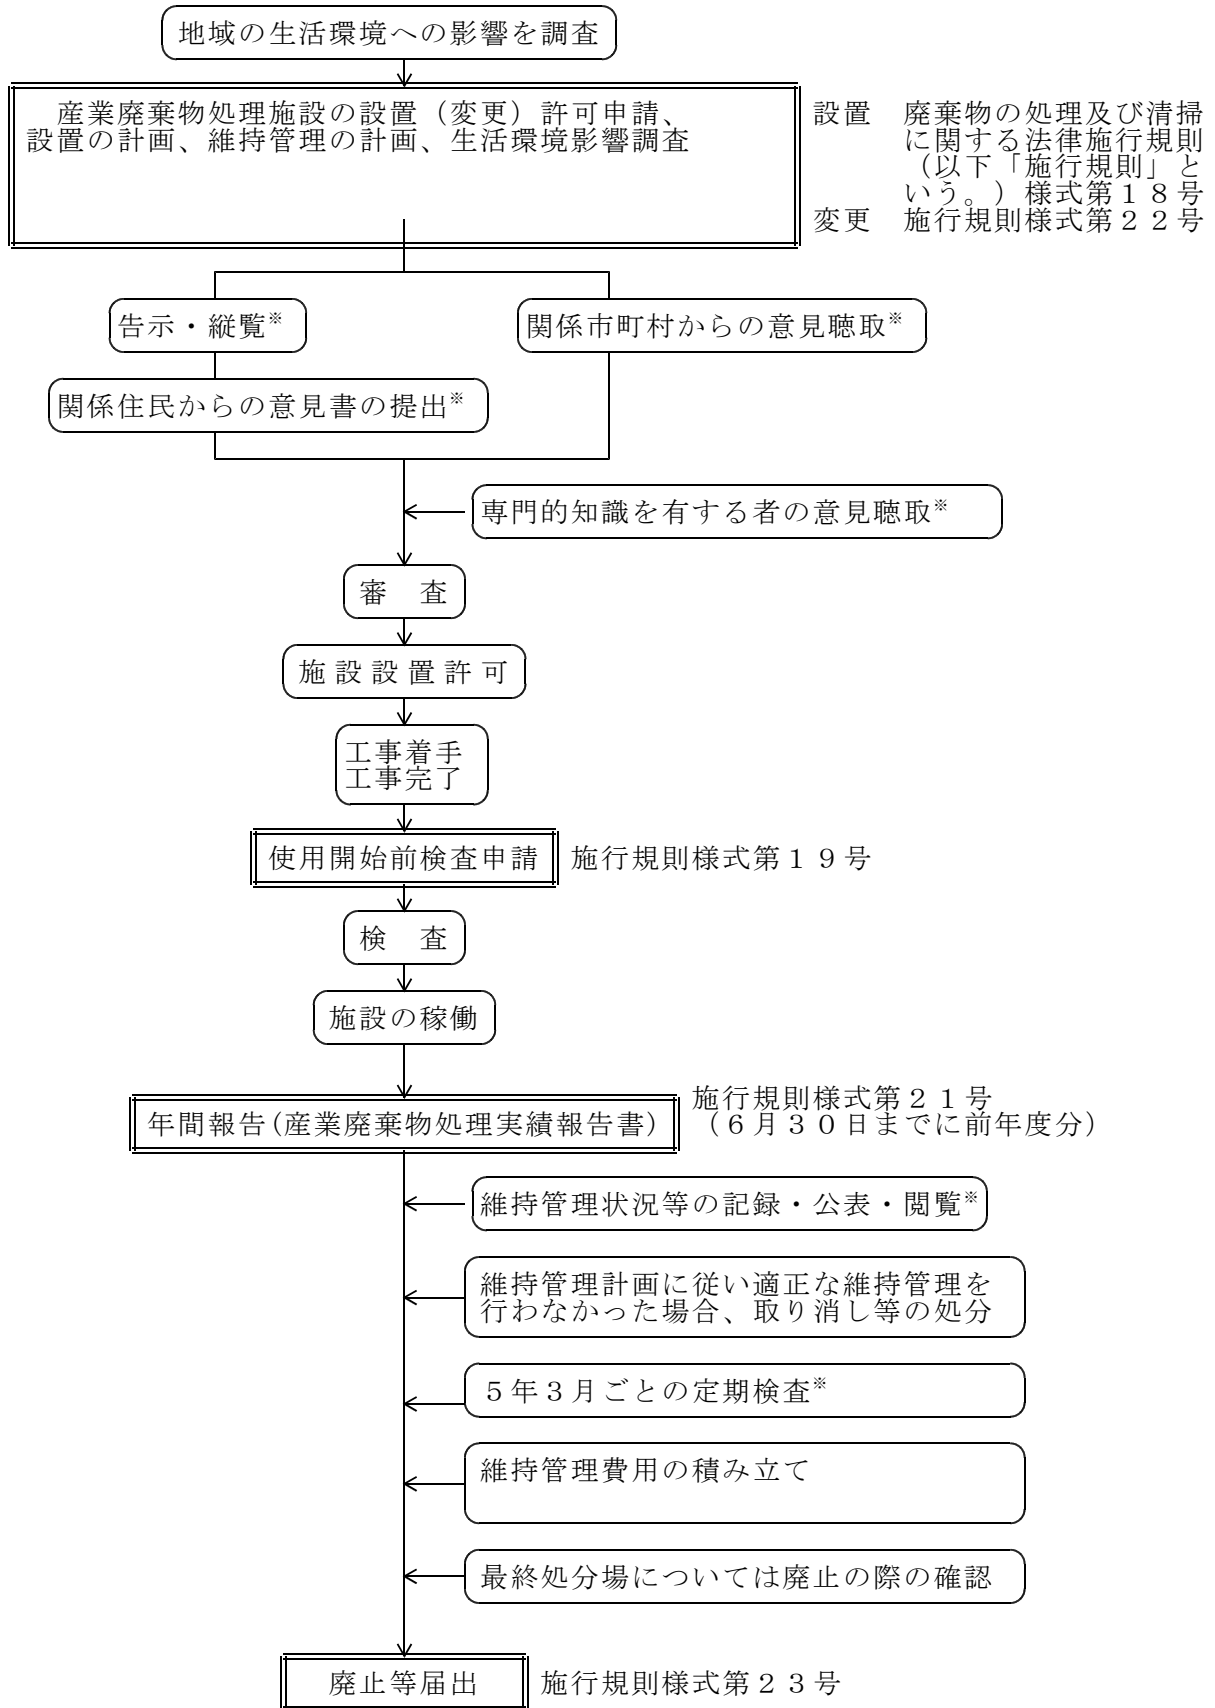 地域の生活環境への影響を調査
産業廃棄物処理施設の設置（変更）許可申請、
設置の計画、維持管理の計画、生活環境影響調査
設置　廃棄物の処理及び清掃
に関する法律施行規則
（以下「施行規則」と
いう。）様式第１８号
変更　施行規則様式第２２号
告示・縦覧※
関係市町村からの意見聴取※
関係住民からの意見書の提出※
専門的知識を有する者の意見聴取※
審　査
施設設置許可
工事着手
工事完了
使用開始前検査申請
施行規則様式第１９号
検　査
施設の稼働
年間報告(産業廃棄物処理実績報告書)
施行規則様式第２１号
（６月３０日までに前年度分）
維持管理状況等の記録・公表・閲覧※
維持管理計画に従い適正な維持管理を
行わなかった場合、取り消し等の処分
５年３月ごとの定期検査※
維持管理費用の積み立て
最終処分場については廃止の際の確認
廃止等届出
施行規則様式第２３号